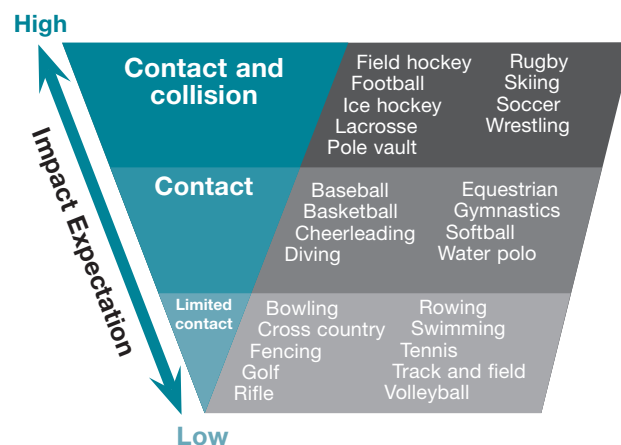 High
Impact Expectation
Low
Contact and
collision
Field hockey
Football
Ice hockey
Lacrosse
Pole vault
Rugby
Skiing
Soccer
Wrestling
Contact
Baseball
Basketball
Cheerleading
Diving
Equestrian
Gymnastics
Softball
Water polo
Limited
contact
Bowling
Cross country
Fencing
Golf
Rifle
Rowing
Swimming
Tennis
Track and field
Volleyball